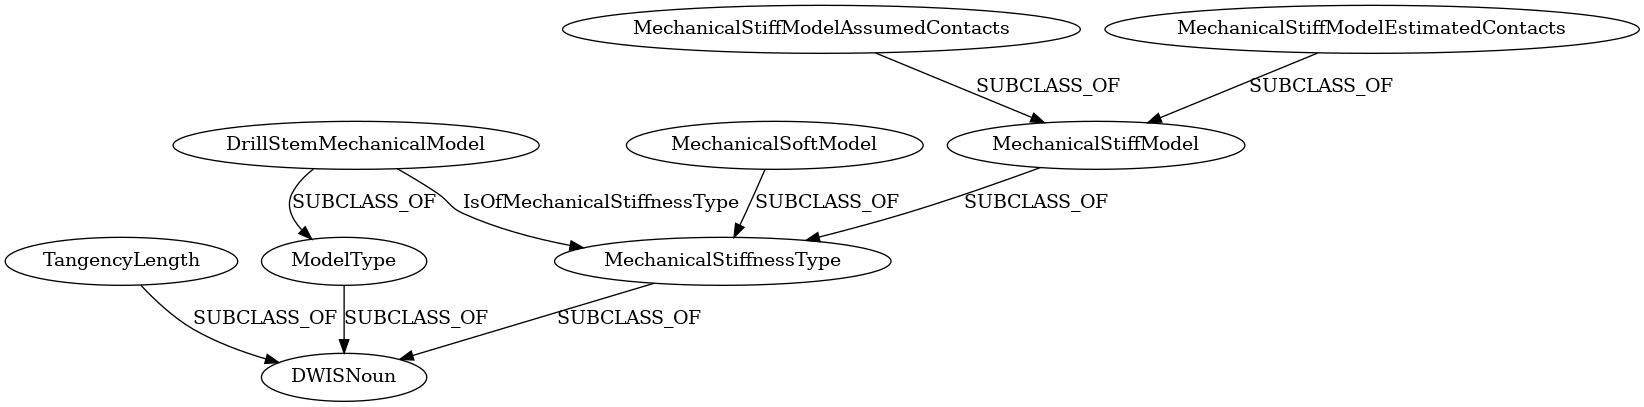 MechanicalStiffModelAssumedContacts
MechanicalStiffModelEstimatedContacts
SUBCLASS_OF
SUBCLASS_OF
DrillStemMechanicalModel
MechanicalSoftModel
MechanicalStiffModel
SUBCLASS_OF
IsOfMechanicalStiffnessType
SUBCLASS_OF
SUBCLASS_OF
TangencyLength
ModelType
MechanicalStiffnessType
SUBCLASS_OF
SUBCLASS_OF
SUBCLASS_OF
DWISNoun